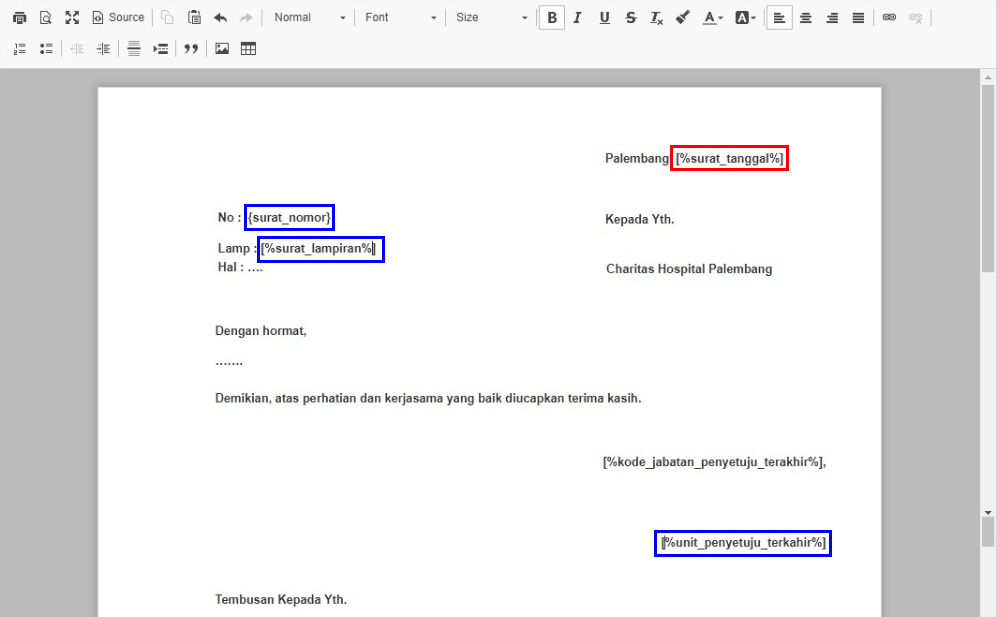 Source Normal Font Size B I U S Tx A A
Palembang [%surat_tanggal%]
No : {surat_nomor}
Kepada Yth.
Lamp : [%surat_lampiran%]
Hal : ....
Charitas Hospital Palembang
Dengan hormat,
.......
Demikian, atas perhatian dan kerjasama yang baik diucapkan terima kasih.
[%kode_jabatan_penyetuju_terakhir%],
[%unit_penyetuju_terkahir%]
Tembusan Kepada Yth.